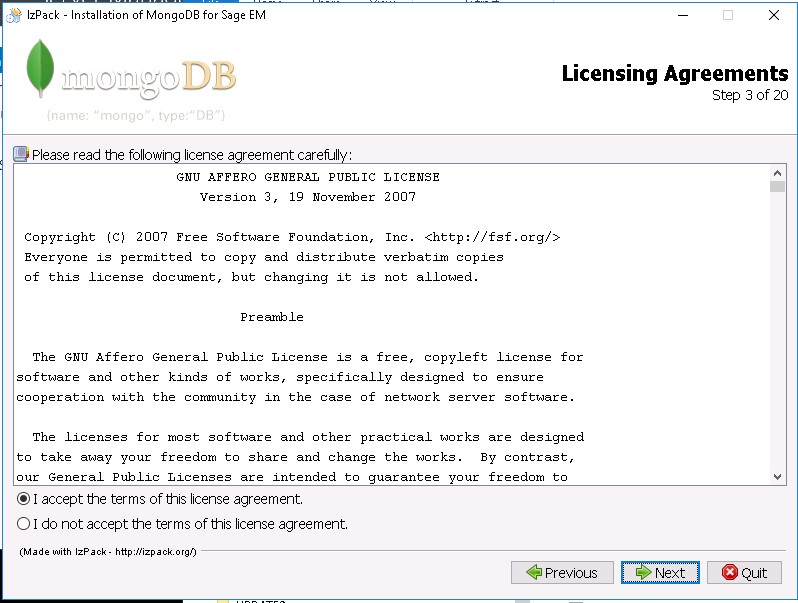 IzPack - Installation of MongoDB for Sage EM
mongoDB
{name: “mongo”, type:“DB”}
Licensing Agreements
Step 3 of 20
Please read the following license agreement carefully:
GNU AFFERO GENERAL PUBLIC LICENSE
Version 3, 19 November 2007
Copyright (C) 2007 Free Software Foundation, Inc. <http://fsf.org/>
Everyone is permitted to copy and distribute verbatim copies
of this license document, but changing it is not allowed.
Preamble
The GNU Affero General Public License is a free, copyleft license for
software and other kinds of works, specifically designed to ensure
cooperation with the community in the case of network server software.
The licenses for most software and other practical works are designed
to take away your freedom to share and change the works.  By contrast,
our General Public Licenses are intended to guarantee your freedom to
I accept the terms of this license agreement.
I do not accept the terms of this license agreement.
(Made with IzPack - http://izpack.org/)
Previous
Next
Quit